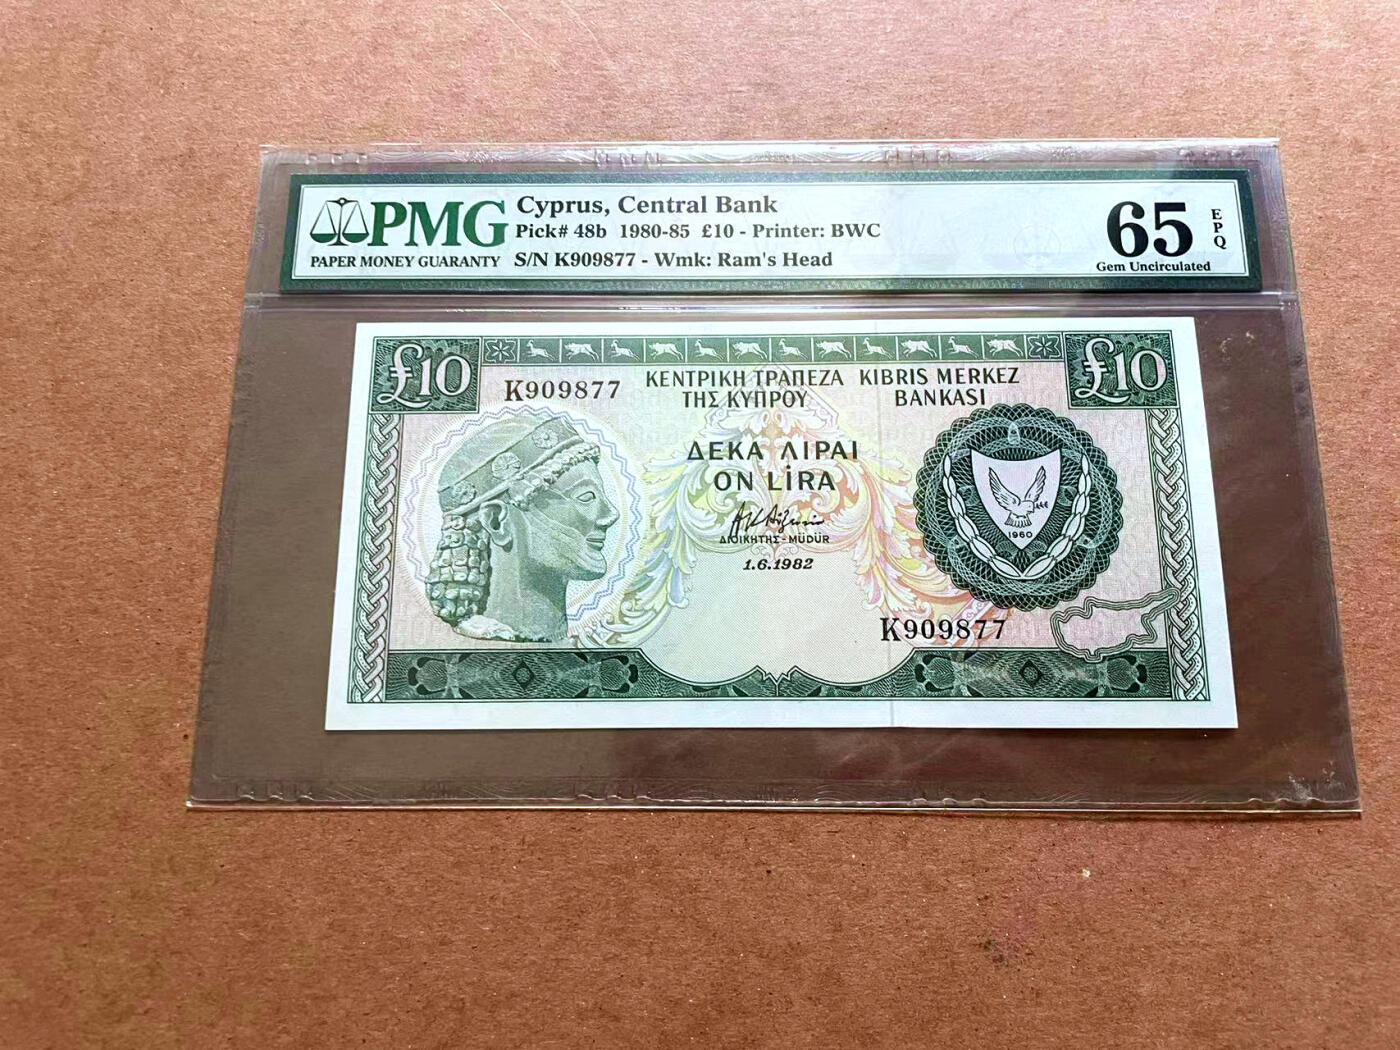 PMG
PAPER MONEY GUARANTY
Cyprus, Central Bank
Pick# 48b 1980-85 £10 - Printer: BWC
S/N K909877 - Wmk: Ram's Head
65
EPQ
Gem Uncirculated
£10
£10
K909877
ΚΕΝΤΡΙΚΗ ΤΡΑΠΕΖΑ KIBRIS MERKEZ
ΤΗΣ ΚΥΠΡΟΥ BANKASI
ΔΕΚΑ ΛΙΡΑΙ
ON LİRA
ΔΙΟΙΚΗΤΗΣ - MÜDÜR
1.6.1982
1960
K909877